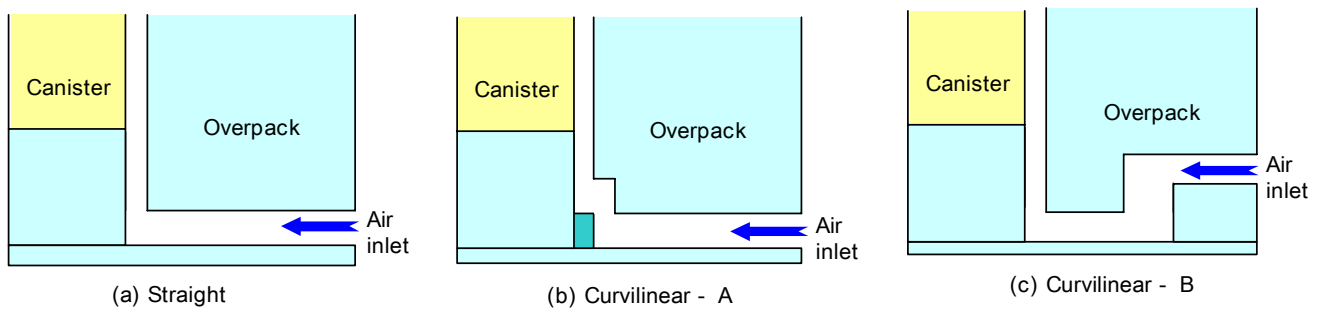 Canister
Overpack
Air
inlet
(a) Straight
Canister
Overpack
Air
inlet
(b) Curvilinear - A
Canister
Overpack
Air
inlet
(c) Curvilinear - B